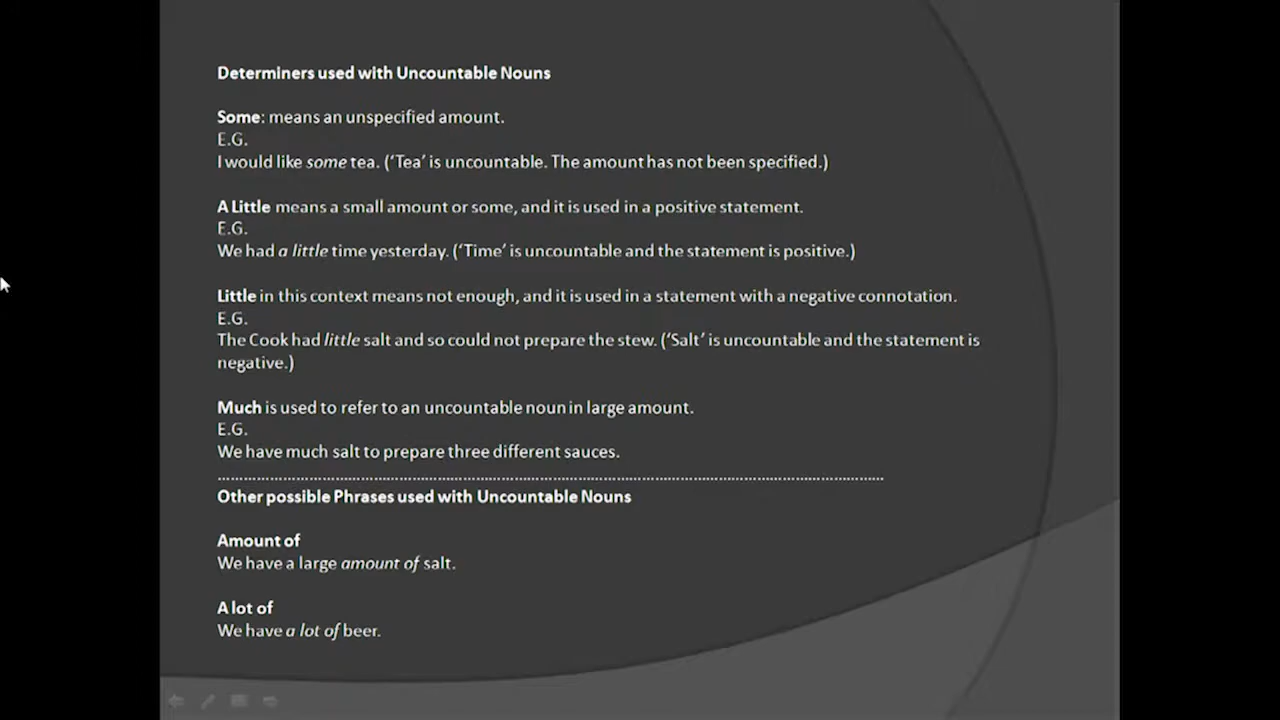 Determiners used with Uncountable Nouns
Some: means an unspecified amount.
E.G.
I would like some tea. (‘Tea’ is uncountable. The amount has not been specified.)
A Little means a small amount or some, and it is used in a positive statement.
E.G.
We had a little time yesterday. (‘Time’ is uncountable and the statement is positive.)
Little in this context means not enough, and it is used in a statement with a negative connotation.
E.G.
The Cook had little salt and so could not prepare the stew. (‘Salt’ is uncountable and the statement is
negative.)
Much is used to refer to an uncountable noun in large amount.
E.G.
We have much salt to prepare three different sauces.
………………………………………………………………………………………………………………………………
Other possible Phrases used with Uncountable Nouns
Amount of
We have a large amount of salt.
A lot of
We have a lot of beer.